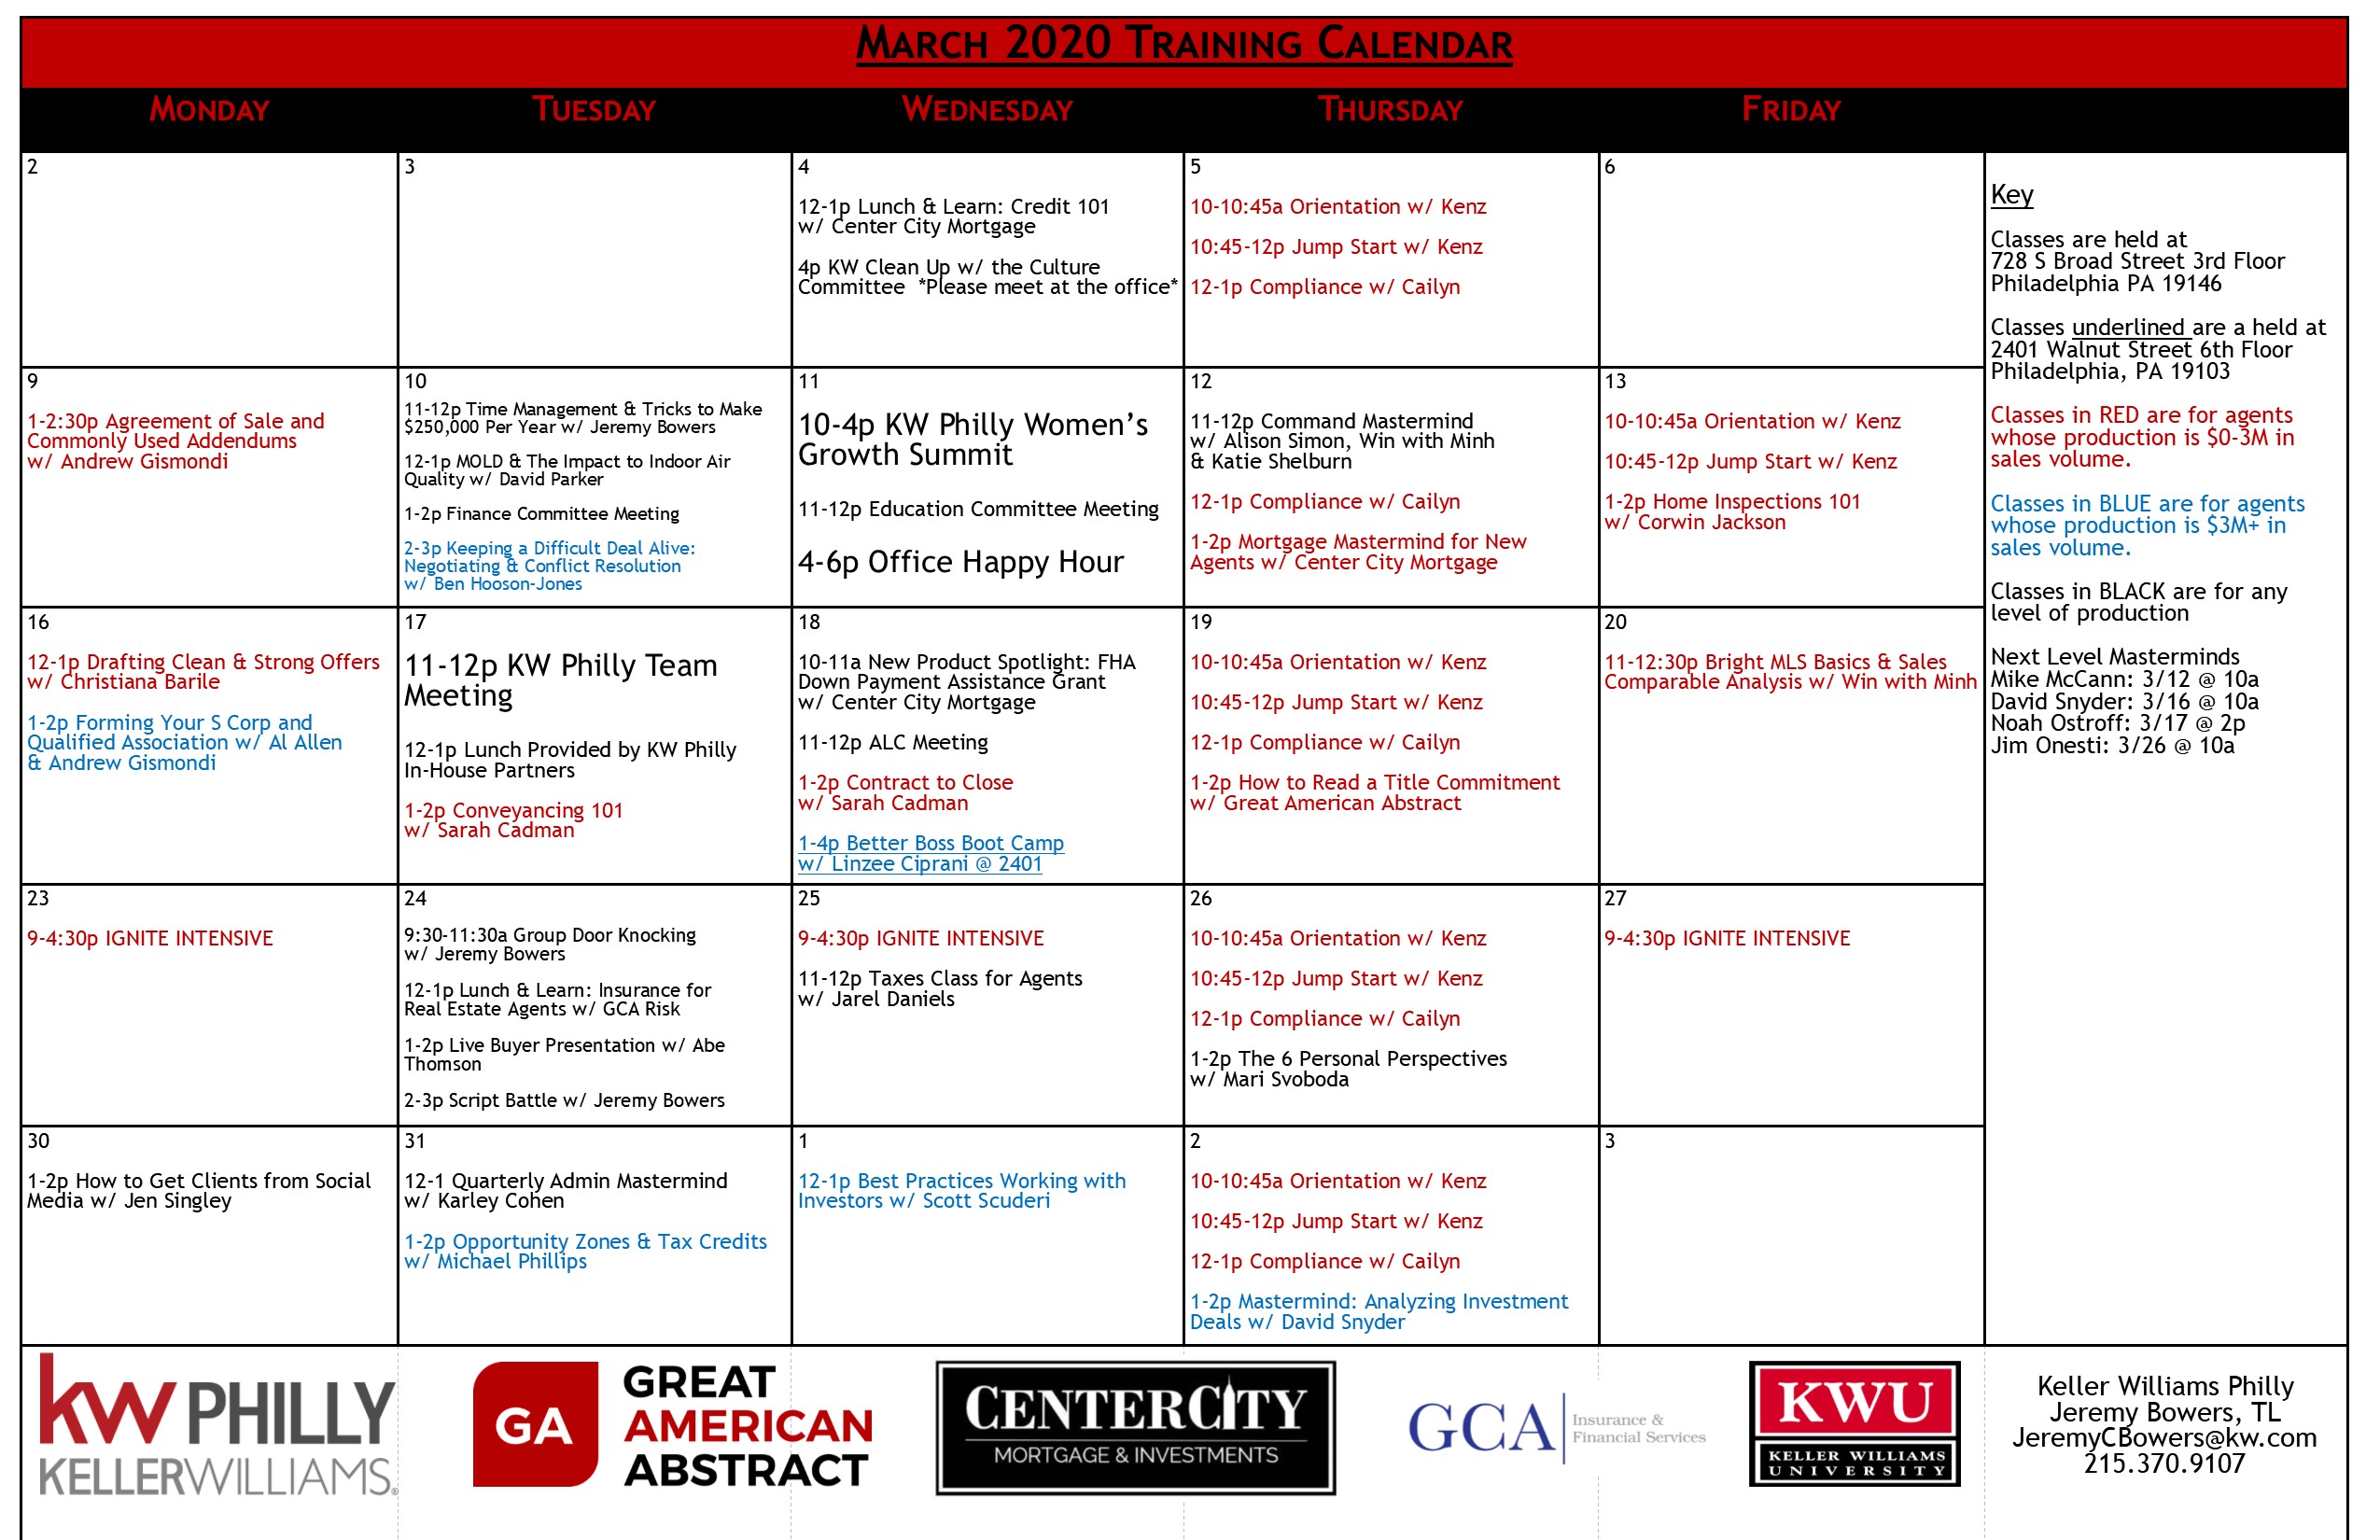 MARCH 2020 TRAINING CALENDAR
MONDAY
TUESDAY
WEDNESDAY
THURSDAY
FRIDAY
2
3
4
12-1p Lunch & Learn: Credit 101
w/ Center City Mortgage
4p KW Clean Up w/ the Culture
Committee *Please meet at the office*
5
10-10:45a Orientation w/ Kenz
10:45-12p Jump Start w/ Kenz
12-1p Compliance w/ Cailyn
6
Key
Classes are held at
728 S Broad Street 3rd Floor
Philadelphia PA 19146
Classes underlined are a held at
2401 Walnut Street 6th Floor
Philadelphia, PA 19103
Classes in RED are for agents
whose production is $0-3M in
sales volume.
Classes in BLUE are for agents
whose production is $3M+ in
sales volume.
Classes in BLACK are for any
level of production
Next Level Masterminds
Mike McCann: 3/12 @ 10a
David Snyder: 3/16 @ 10a
Noah Ostroff: 3/17 @ 2p
Jim Onesti: 3/26 @ 10a
9
1-2:30p Agreement of Sale and
Commonly Used Addendums
w/ Andrew Gismondi
10
11-12p Time Management & Tricks to Make
$250,000 Per Year w/ Jeremy Bowers
12-1p MOLD & The Impact to Indoor Air
Quality w/ David Parker
1-2p Finance Committee Meeting
2-3p Keeping a Difficult Deal Alive:
Negotiating & Conflict Resolution
w/ Ben Hooson-Jones
11
10-4p KW Philly Women’s
Growth Summit
11-12p Education Committee Meeting
4-6p Office Happy Hour
12
11-12p Command Mastermind
w/ Alison Simon, Win with Minh
& Katie Shelburn
12-1p Compliance w/ Cailyn
1-2p Mortgage Mastermind for New
Agents w/ Center City Mortgage
13
10-10:45a Orientation w/ Kenz
10:45-12p Jump Start w/ Kenz
1-2p Home Inspections 101
w/ Corwin Jackson
16
12-1p Drafting Clean & Strong Offers
w/ Christiana Barile
1-2p Forming Your S Corp and
Qualified Association w/ Al Allen
& Andrew Gismondi
17
11-12p KW Philly Team
Meeting
12-1p Lunch Provided by KW Philly
In-House Partners
1-2p Conveyancing 101
w/ Sarah Cadman
18
10-11a New Product Spotlight: FHA
Down Payment Assistance Grant
w/ Center City Mortgage
11-12p ALC Meeting
1-2p Contract to Close
w/ Sarah Cadman
1-4p Better Boss Boot Camp
w/ Linzee Ciprani @ 2401
19
10-10:45a Orientation w/ Kenz
10:45-12p Jump Start w/ Kenz
12-1p Compliance w/ Cailyn
1-2p How to Read a Title Commitment
w/ Great American Abstract
20
11-12:30p Bright MLS Basics & Sales
Comparable Analysis w/ Win with Minh
23
9-4:30p IGNITE INTENSIVE
24
9:30-11:30a Group Door Knocking
w/ Jeremy Bowers
12-1p Lunch & Learn: Insurance for
Real Estate Agents w/ GCA Risk
1-2p Live Buyer Presentation w/ Abe
Thomson
2-3p Script Battle w/ Jeremy Bowers
25
9-4:30p IGNITE INTENSIVE
11-12p Taxes Class for Agents
w/ Jarel Daniels
26
10-10:45a Orientation w/ Kenz
10:45-12p Jump Start w/ Kenz
12-1p Compliance w/ Cailyn
1-2p The 6 Personal Perspectives
w/ Mari Svoboda
27
9-4:30p IGNITE INTENSIVE
30
1-2p How to Get Clients from Social
Media w/ Jen Singley
31
12-1 Quarterly Admin Mastermind
w/ Karley Cohen
1-2p Opportunity Zones & Tax Credits
w/ Michael Phillips
1
12-1p Best Practices Working with
Investors w/ Scott Scuderi
2
10-10:45a Orientation w/ Kenz
10:45-12p Jump Start w/ Kenz
12-1p Compliance w/ Cailyn
1-2p Mastermind: Analyzing Investment
Deals w/ David Snyder
3
kw PHILLY
KELLERWILLIAMS®
GA
GREAT
AMERICAN
ABSTRACT
CENTERCITY
MORTGAGE & INVESTMENTS
GCA
Insurance &
Financial Services
KWU
KELLER WILLIAMS
UNIVERSITY
Keller Williams Philly
Jeremy Bowers, TL
JeremyCBowers@kw.com
215.370.9107